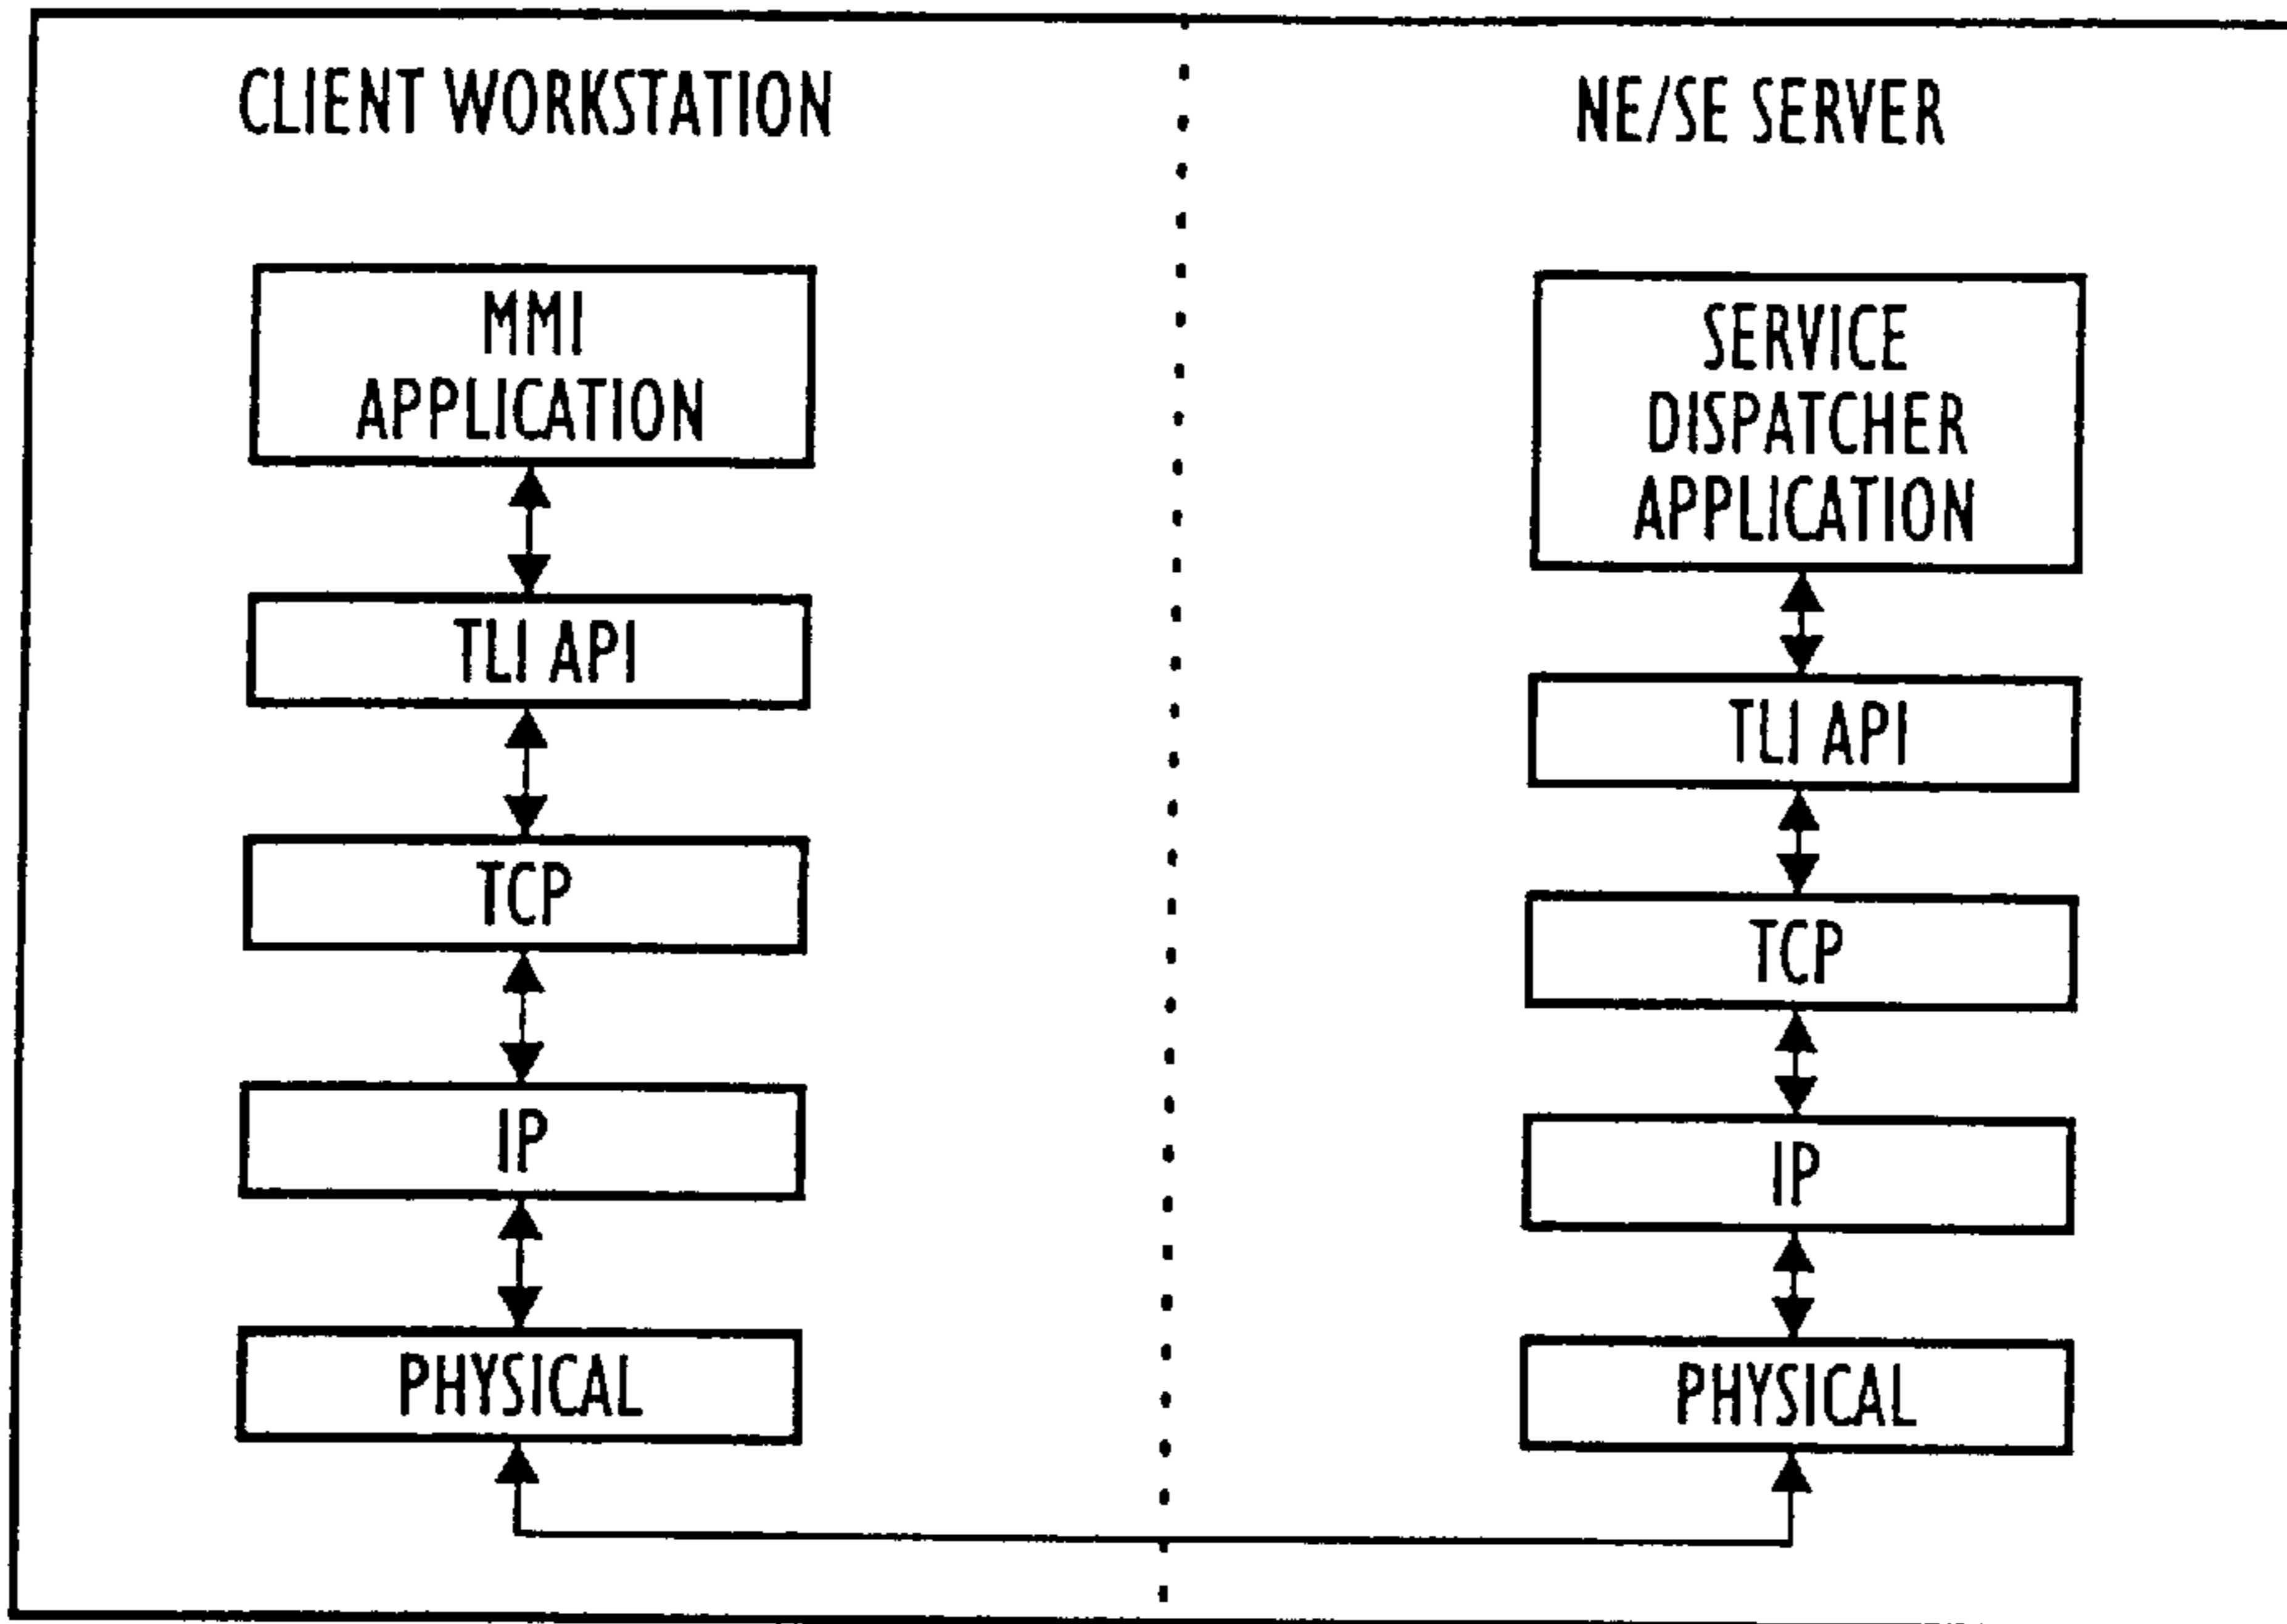 CLIENT WORKSTATION
MMI
APPLICATION
TLI API
TCP
IP
PHYSICAL
NE/SE SERVER
SERVICE
DISPATCHER
APPLICATION
TLI API
TCP
IP
PHYSICAL